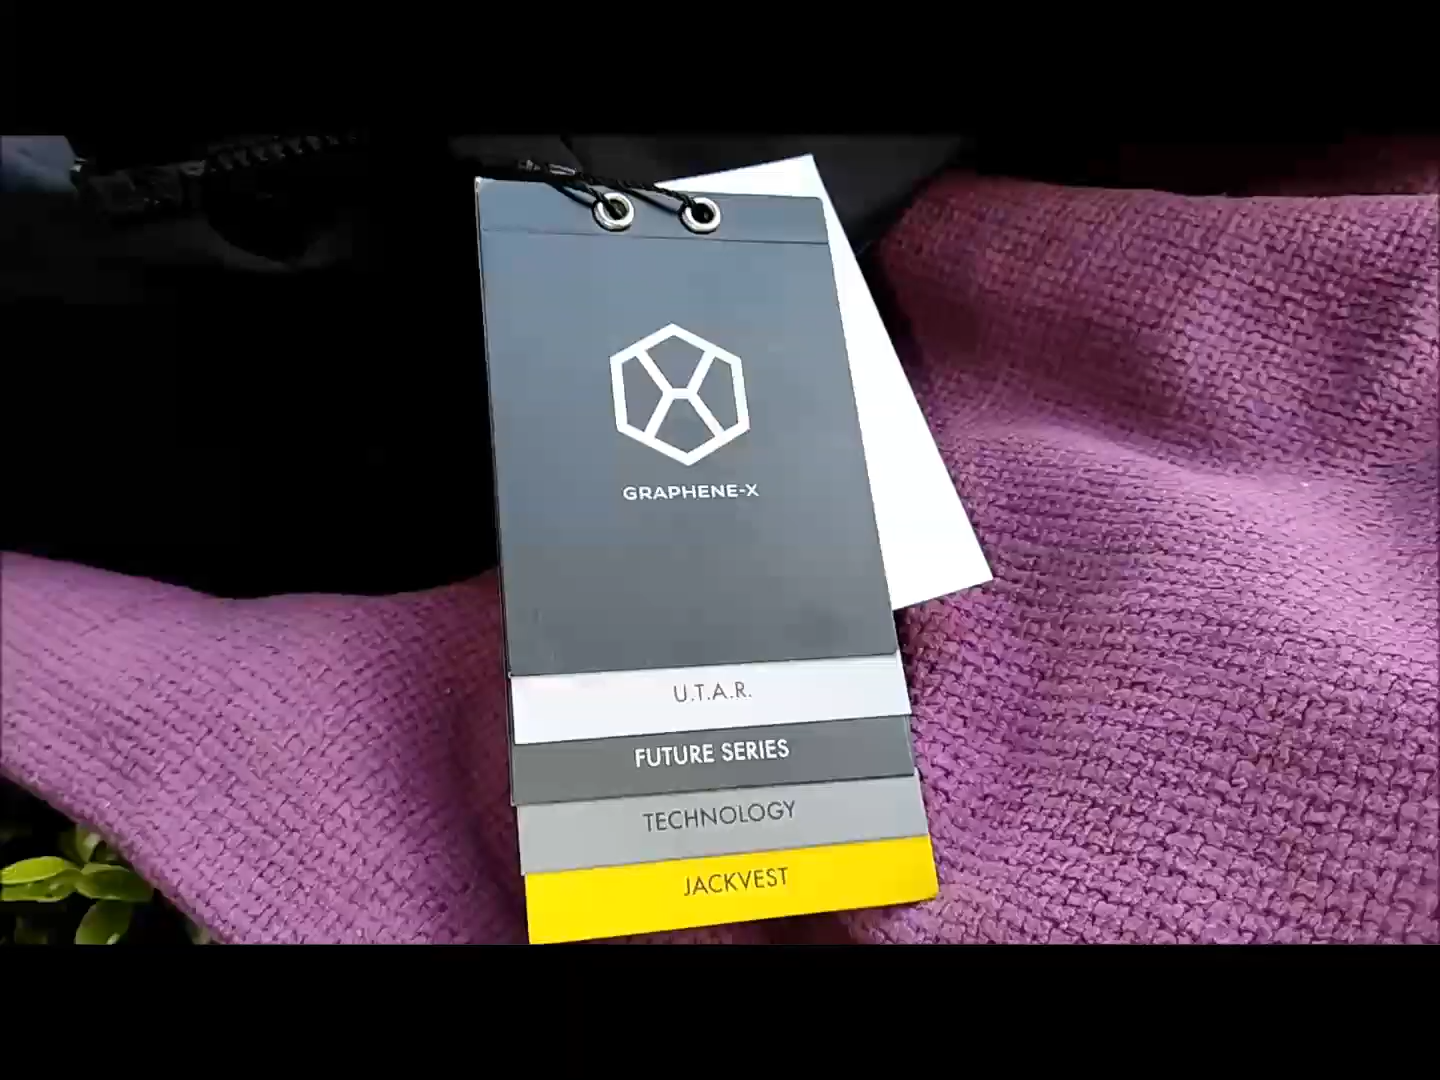 GRAPHENE-X
U.T.A.R.
FUTURE SERIES
TECHNOLOGY
JACKVEST